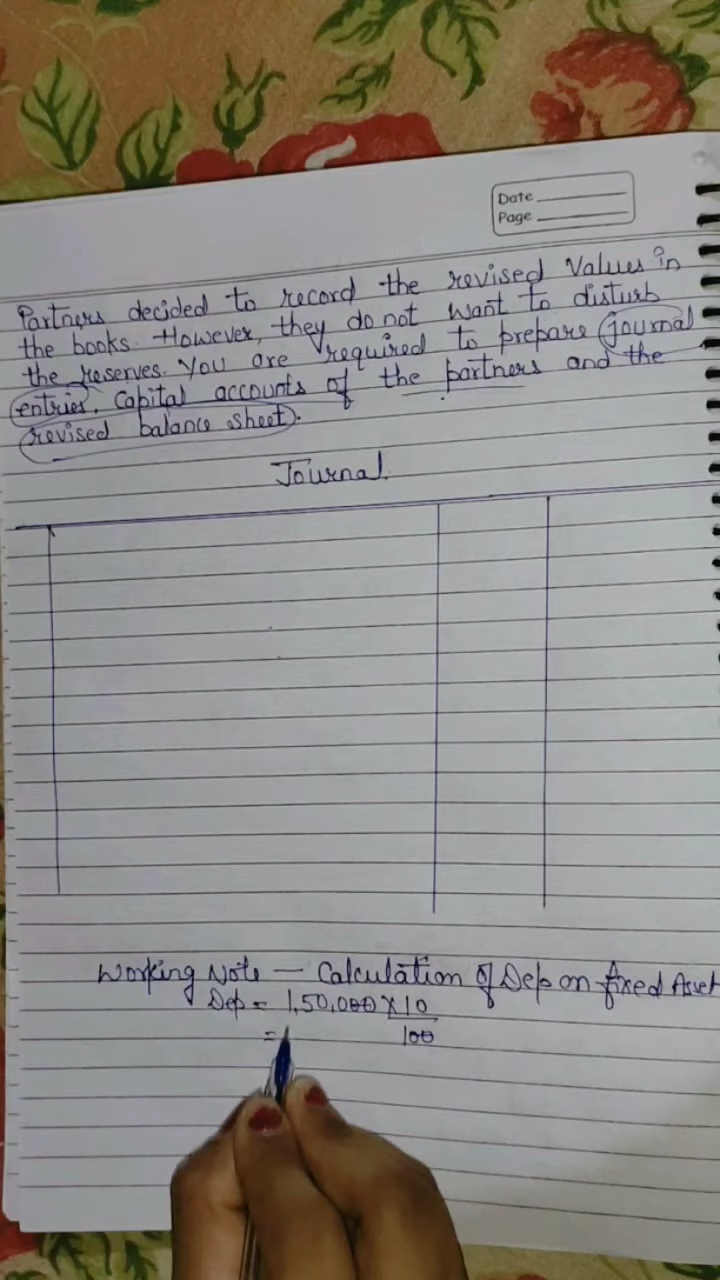 Date
Page
Partners decided to record the revised values in
the books. However, they do not want to disturb
the reserves. You are required to prepare journal
entries, Capital accounts of the partners and the
revised balance sheet.
Journal.
Working Note — Calculation of Dep on fixed Asset
Dep = 1,50,000 × 10
100
=